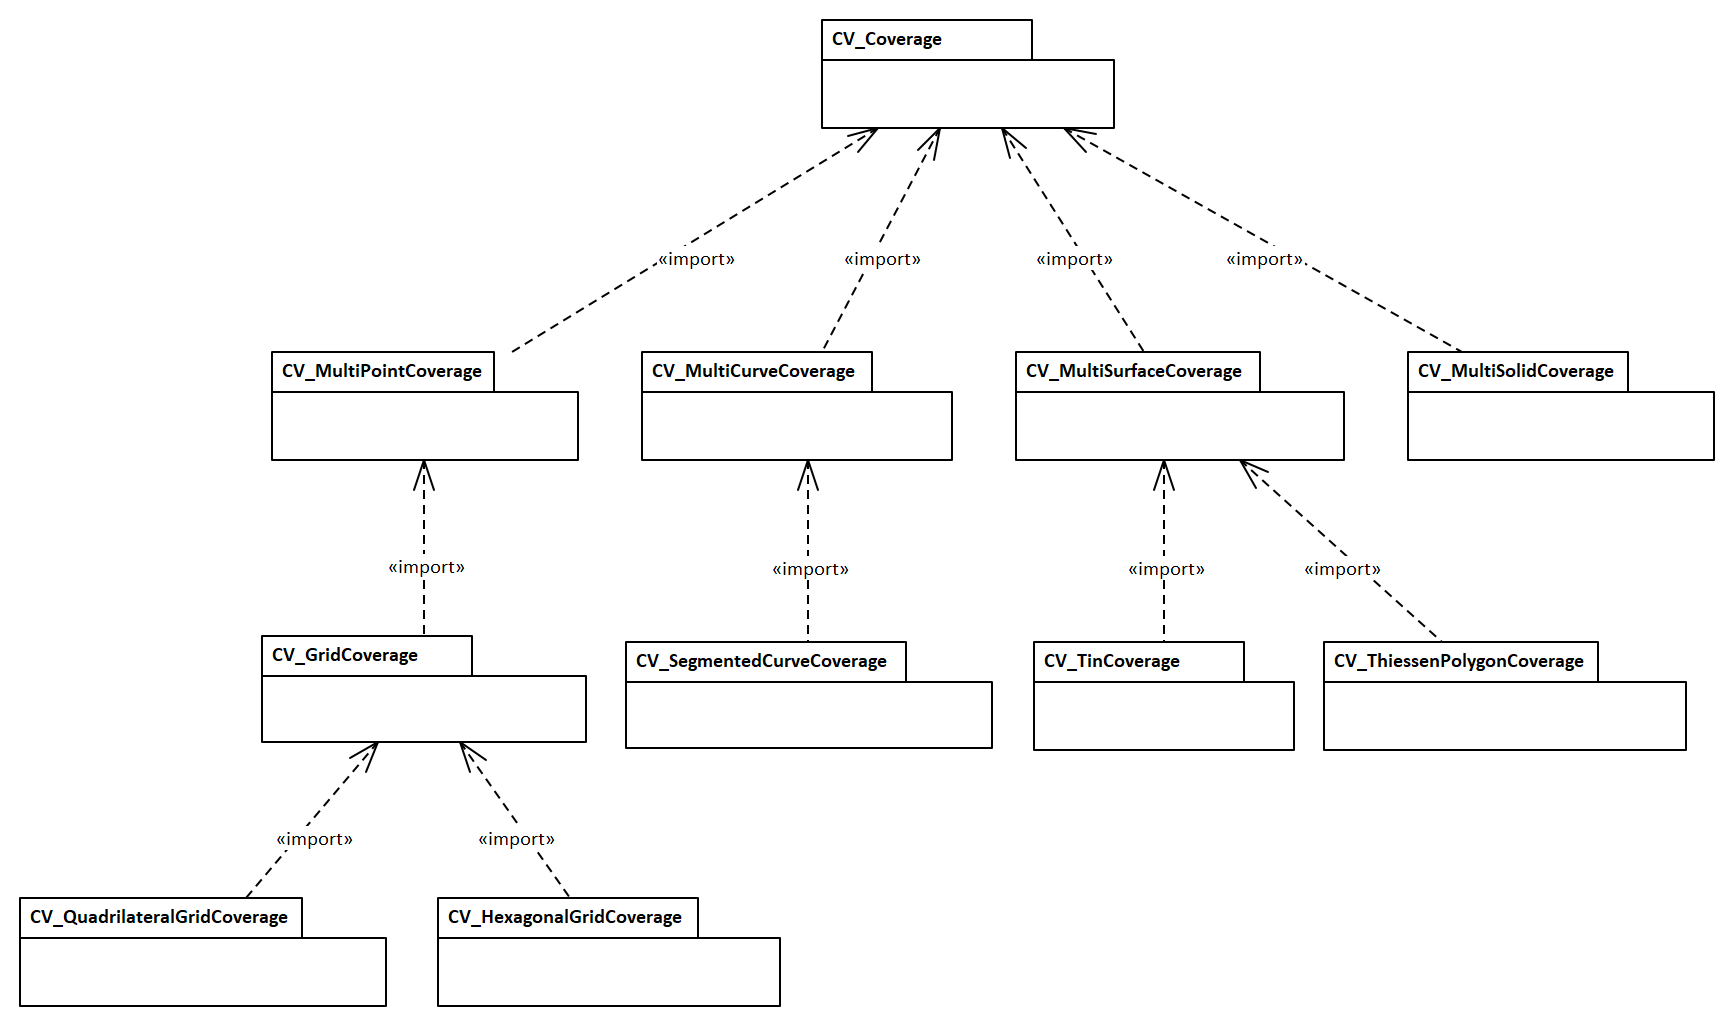 CV_Coverage
«import» «import» «import» «import»
CV_MultiPointCoverage
CV_MultiCurveCoverage
CV_MultiSurfaceCoverage
CV_MultiSolidCoverage
«import» «import» «import» «import»
CV_GridCoverage
CV_SegmentedCurveCoverage
CV_TinCoverage
CV_ThiessenPolygonCoverage
«import» «import»
CV_QuadrilateralGridCoverage
CV_HexagonalGridCoverage